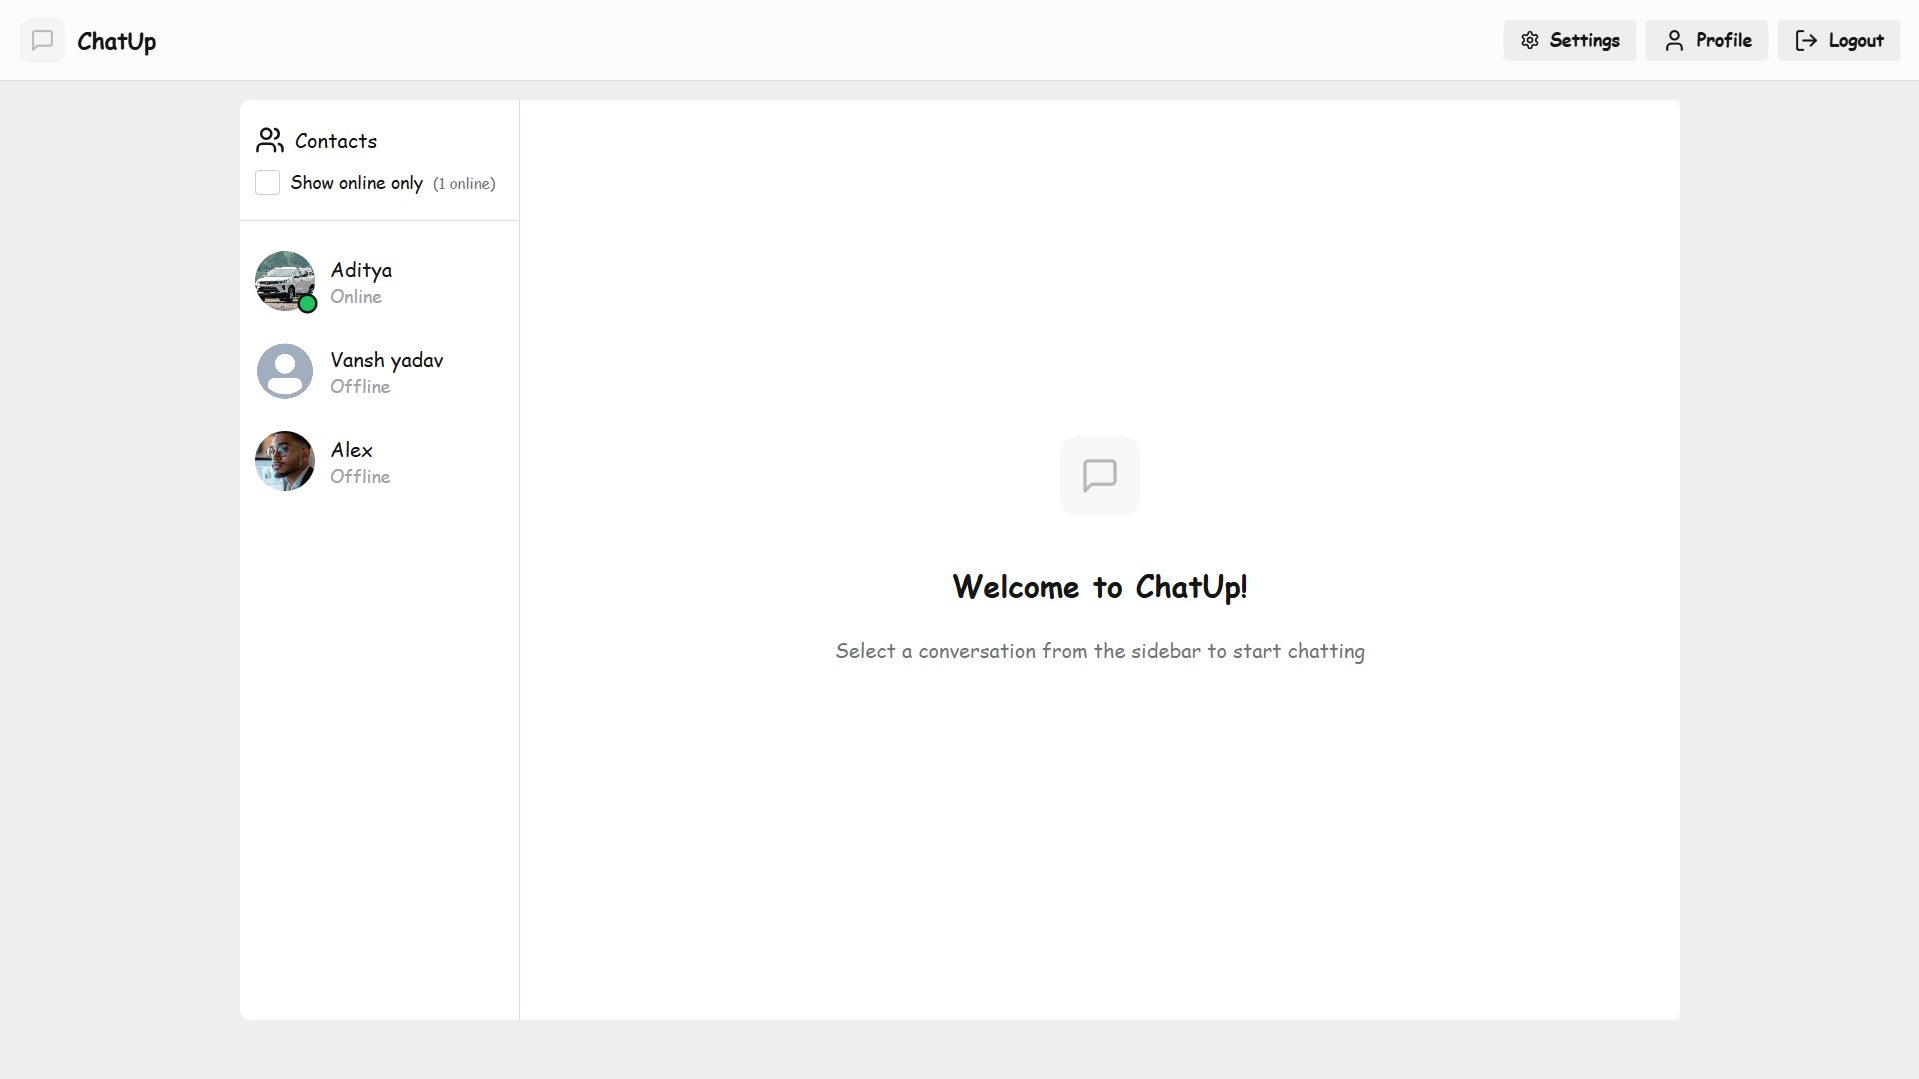 ChatUp
Settings
Profile
Logout
Contacts
Show online only (1 online)
Aditya
Online
Vansh yadav
Offline
Alex
Offline
Welcome to ChatUp!
Select a conversation from the sidebar to start chatting